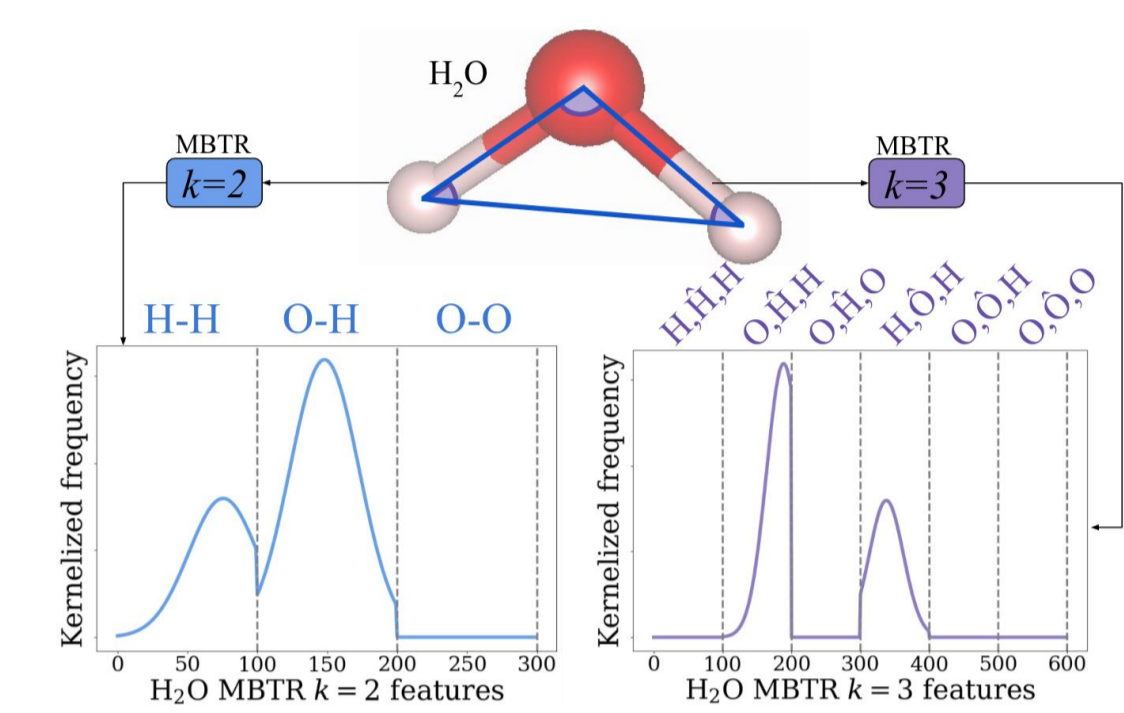 H₂O
MBTR
k=2
MBTR
k=3
H-H O-H O-O
H,Ĥ,H O,Ĥ,H O,Ĥ,O H,Ô,H O,Ô,H O,Ô,O
Kernelized frequency
0 50 100 150 200 250 300
H₂O MBTR k = 2 features
Kernelized frequency
0 100 200 300 400 500 600
H₂O MBTR k = 3 features